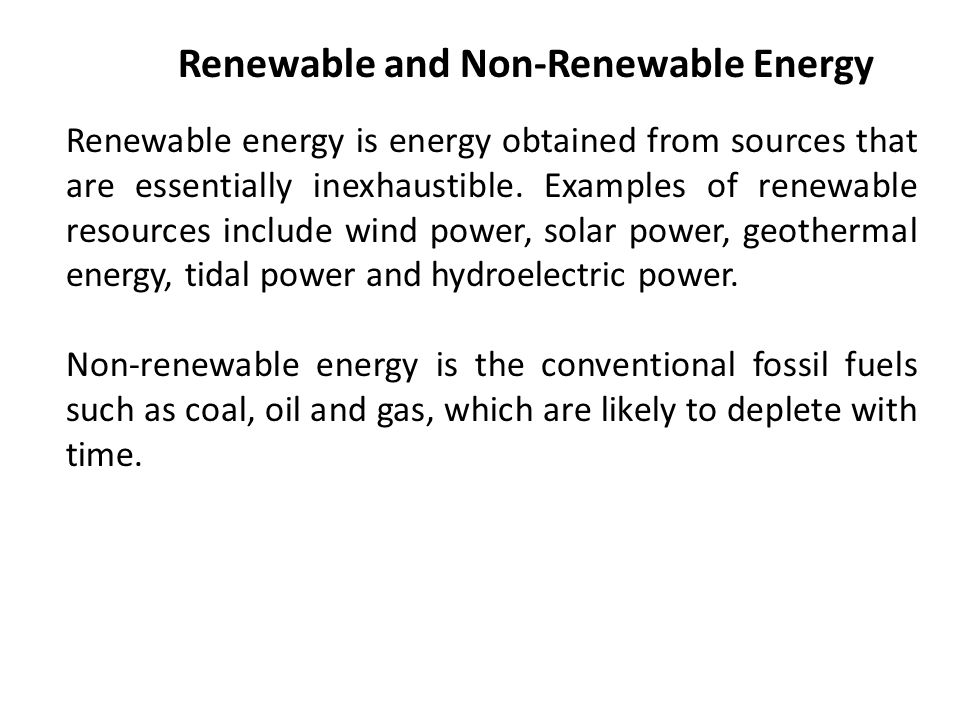 Renewable and Non-Renewable Energy
Renewable energy is energy obtained from sources that
are essentially inexhaustible. Examples of renewable
resources include wind power, solar power, geothermal
energy, tidal power and hydroelectric power.
Non-renewable energy is the conventional fossil fuels
such as coal, oil and gas, which are likely to deplete with
time.